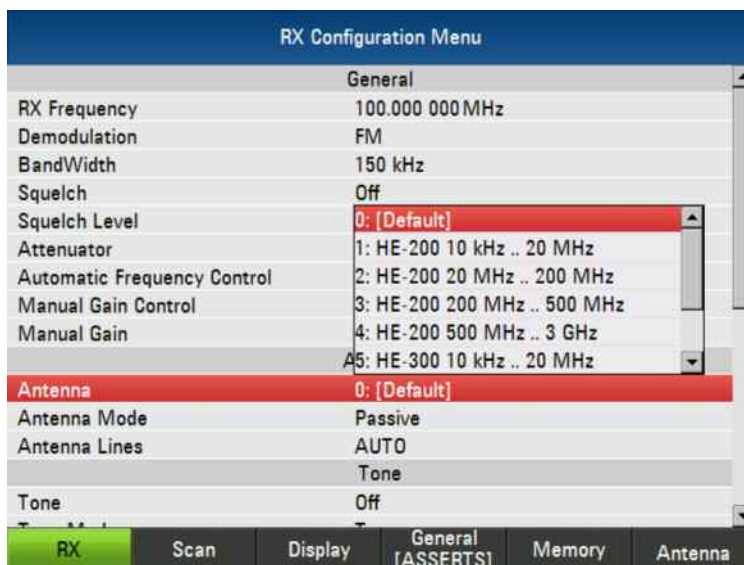 RX Configuration Menu
General
RX Frequency 100.000 000 MHz
Demodulation FM
BandWidth 150 kHz
Squelch Off
Squelch Level 0: [Default]
Attenuator 1: HE-200 10 kHz .. 20 MHz
Automatic Frequency Control 2: HE-200 20 MHz .. 200 MHz
Manual Gain Control 3: HE-200 200 MHz .. 500 MHz
Manual Gain 4: HE-200 500 MHz .. 3 GHz
A 5: HE-300 10 kHz .. 20 MHz
Antenna 0: [Default]
Antenna Mode Passive
Antenna Lines AUTO
Tone
Tone Off
RX Scan Display General [ASSERTS] Memory Antenna